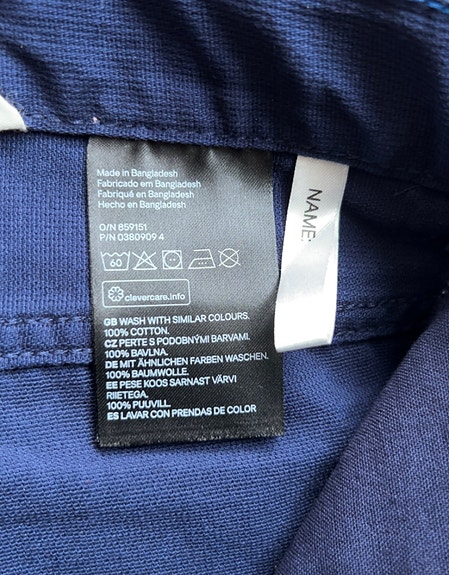 Made in Bangladesh
Fabricado em Bangladesh
Fabriqué en Bangladesh
Hecho en Bangladesh
O/N 859151
P/N 0380909 4
60
clevercare.info
GB WASH WITH SIMILAR COLOURS.
100% COTTON.
CZ PERTE S PODOBNÝMI BARVAMI.
100% BAVLNA.
DE MIT ÄHNLICHEN FARBEN WASCHEN.
100% BAUMWOLLE.
EE PESE KOOS SARNAST VÄRVI
RIIETEGA.
100% PUUVILL.
ES LAVAR CON PRENDAS DE COLOR
NAME: